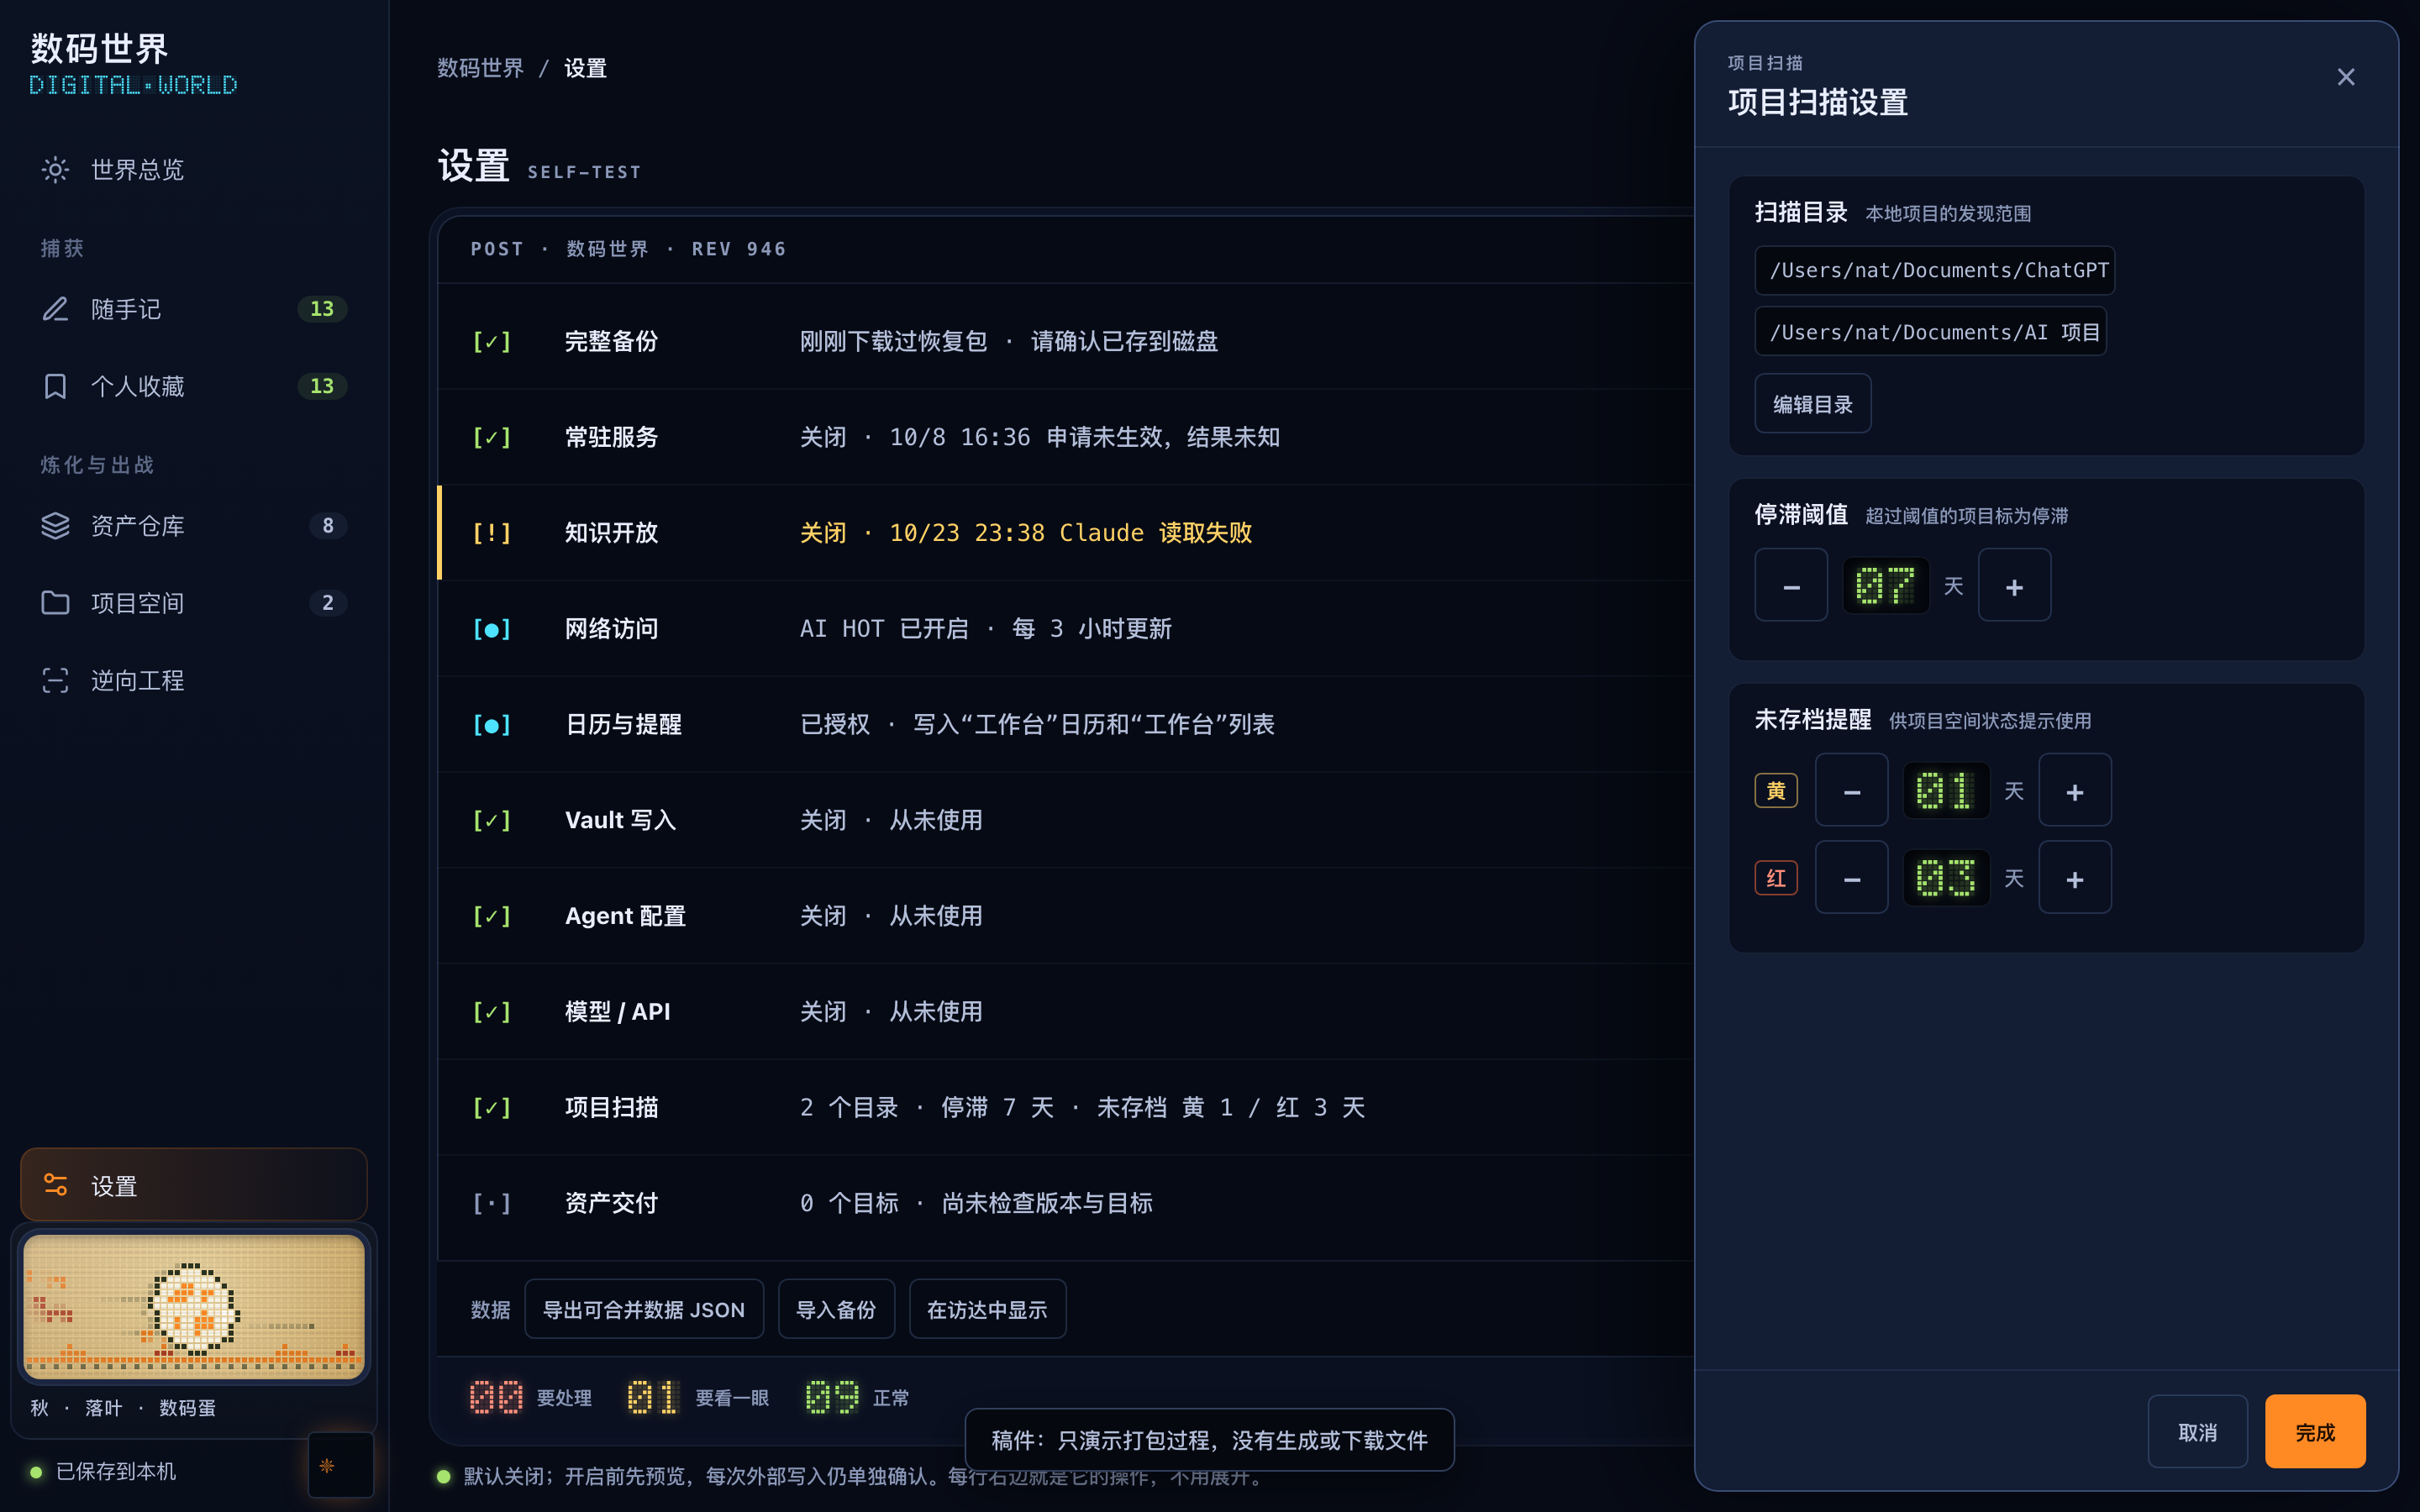 数码世界
DIGITAL·WORLD
世界总览
捕获
随手记 13
个人收藏 13
炼化与出战
资产仓库 8
项目空间 2
逆向工程
设置
秋 · 落叶 · 数码蛋
已保存到本机
数码世界 / 设置
设置 SELF-TEST
POST · 数码世界 · REV 946
[✓] 完整备份 刚刚下载过恢复包 · 请确认已存到磁盘
[✓] 常驻服务 关闭 · 10/8 16:36 申请未生效，结果未知
[!] 知识开放 关闭 · 10/23 23:38 Claude 读取失败
[●] 网络访问 AI HOT 已开启 · 每 3 小时更新
[●] 日历与提醒 已授权 · 写入“工作台”日历和“工作台”列表
[✓] Vault 写入 关闭 · 从未使用
[✓] Agent 配置 关闭 · 从未使用
[✓] 模型 / API 关闭 · 从未使用
[✓] 项目扫描 2 个目录 · 停滞 7 天 · 未存档 黄 1 / 红 3 天
[·] 资产交付 0 个目标 · 尚未检查版本与目标
数据 导出可合并数据 JSON 导入备份 在访达中显示
00 要处理 01 要看一眼 09 正常
稿件：只演示打包过程，没有生成或下载文件
默认关闭；开启前先预览，每次外部写入仍单独确认。每行右边就是它的操作，不用展开。
项目扫描
项目扫描设置
扫描目录 本地项目的发现范围
/Users/nat/Documents/ChatGPT
/Users/nat/Documents/AI 项目
编辑目录
停滞阈值 超过阈值的项目标为停滞
− 07 天 +
未存档提醒 供项目空间状态提示使用
黄 − 01 天 +
红 − 03 天 +
取消 完成